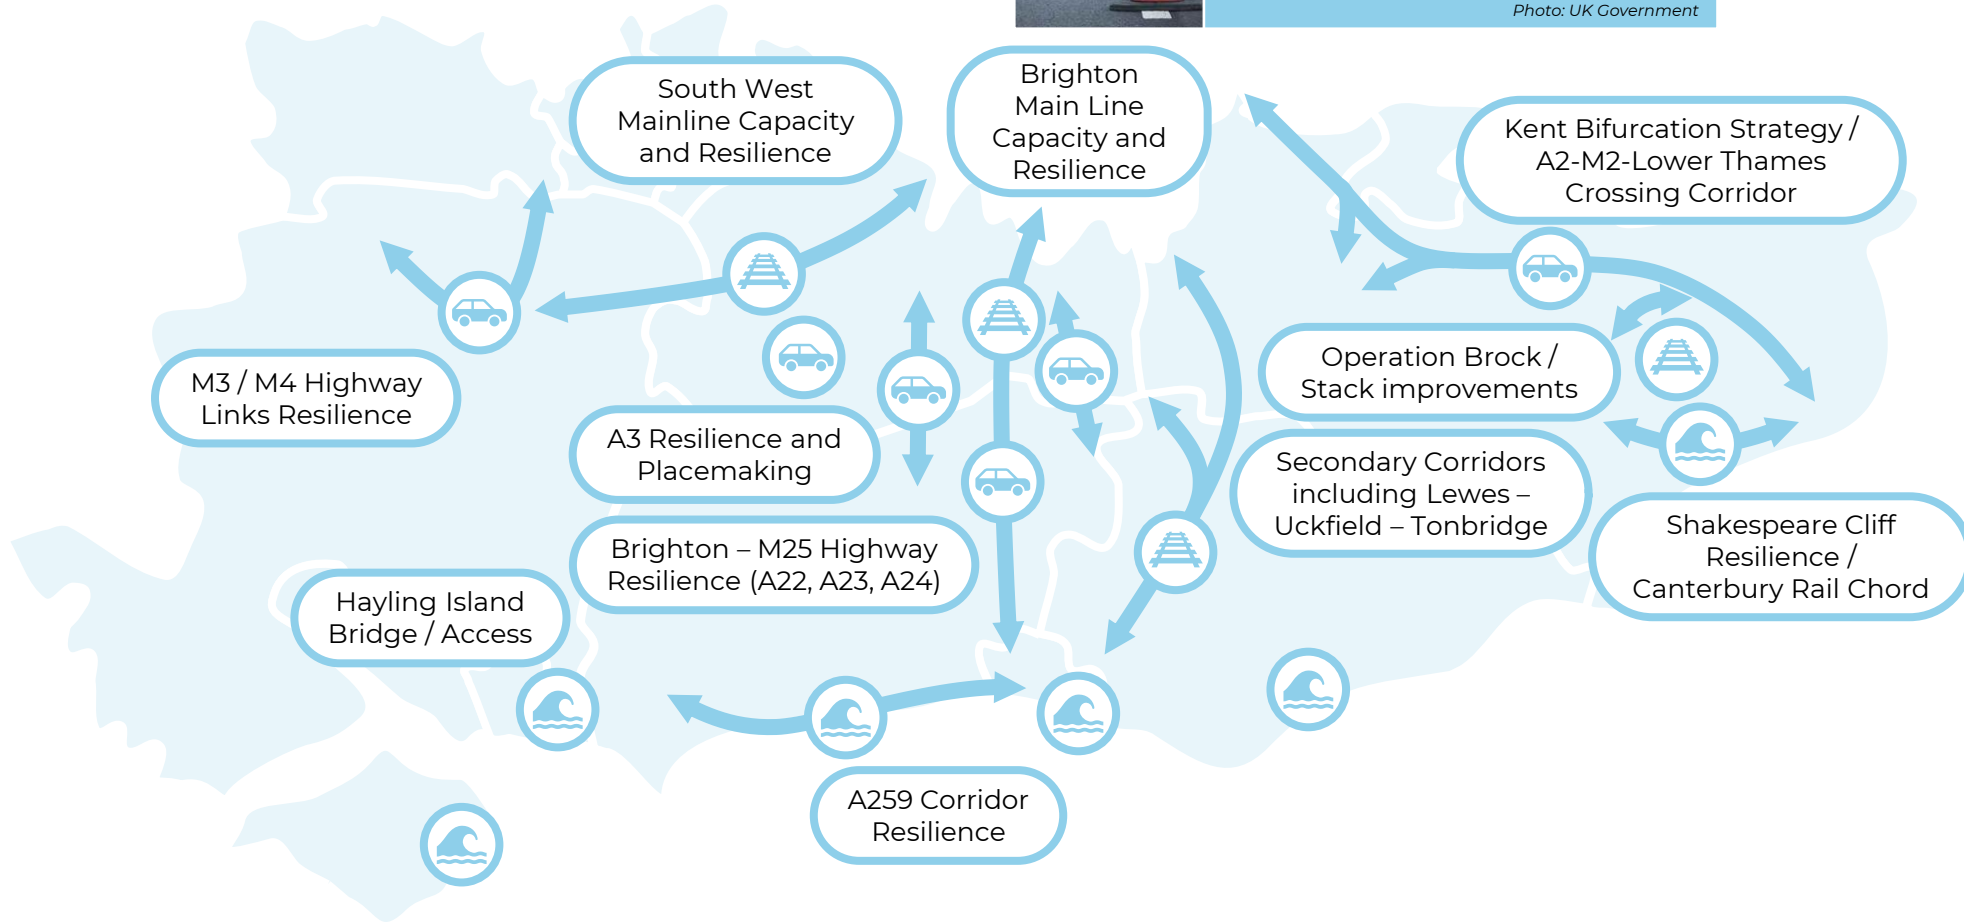 Photo: UK Government
South West
Mainline Capacity
and Resilience
Brighton
Main Line
Capacity and
Resilience
Kent Bifurcation Strategy /
A2-M2-Lower Thames
Crossing Corridor
M3 / M4 Highway
Links Resilience
A3 Resilience and
Placemaking
Operation Brock /
Stack improvements
Brighton – M25 Highway
Resilience (A22, A23, A24)
Secondary Corridors
including Lewes –
Uckfield – Tonbridge
Shakespeare Cliff
Resilience /
Canterbury Rail Chord
Hayling Island
Bridge / Access
A259 Corridor
Resilience